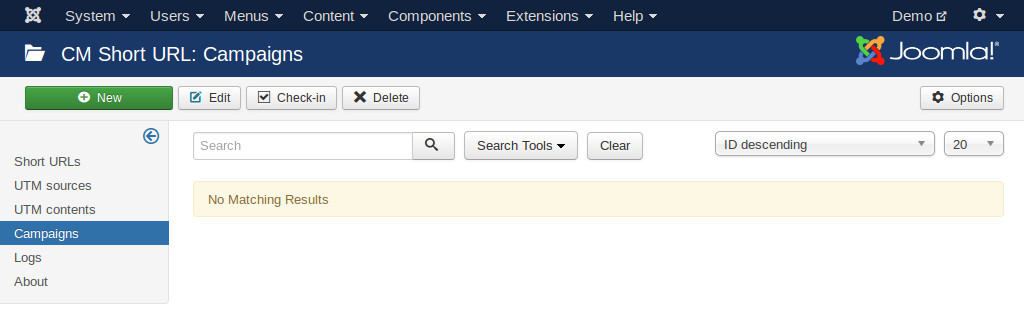 System Users Menus Content Components Extensions Help Demo
CM Short URL: Campaigns Joomla!®
New Edit Check-in Delete Options
Search Search Tools Clear ID descending 20
Short URLs
UTM sources
UTM contents
Campaigns
Logs
About
No Matching Results